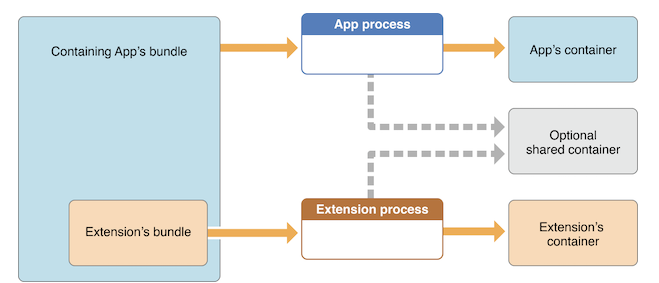 Containing App's bundle
App process
App's container
Optional
shared container
Extension's bundle
Extension process
Extension's
container